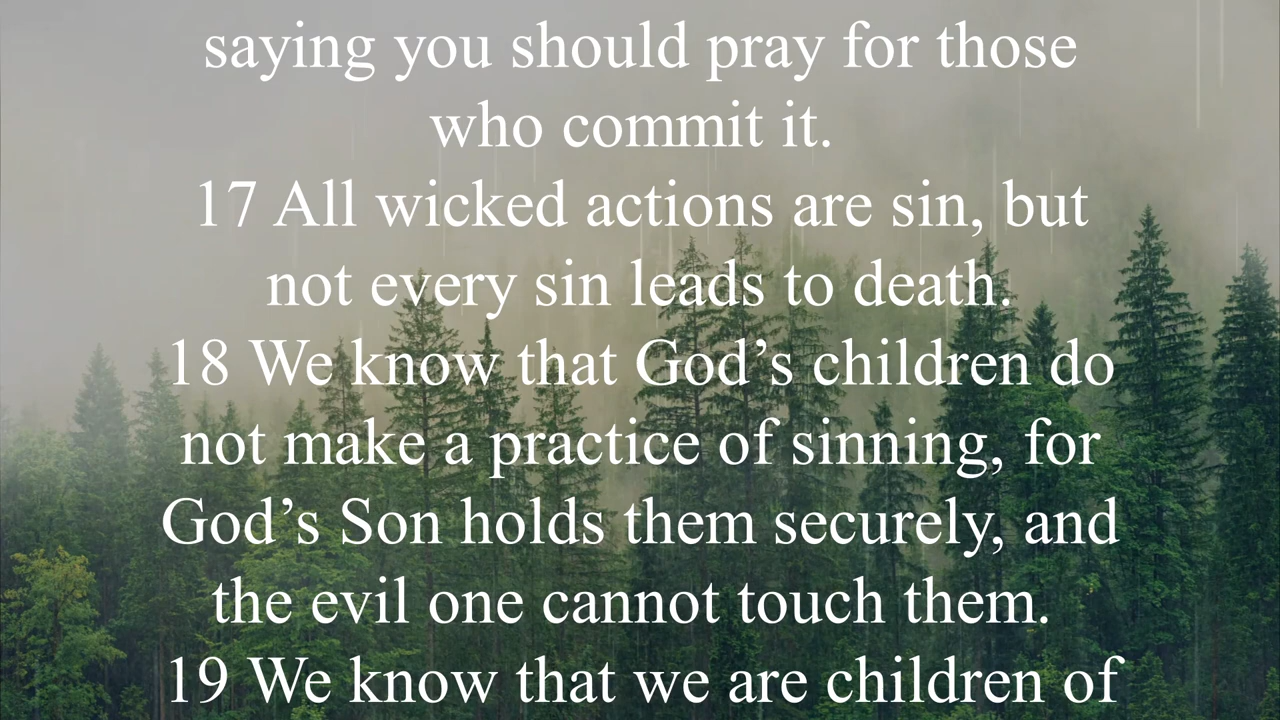 saying you should pray for those
who commit it.
17 All wicked actions are sin, but
not every sin leads to death.
18 We know that God’s children do
not make a practice of sinning, for
God’s Son holds them securely, and
the evil one cannot touch them.
19 We know that we are children of